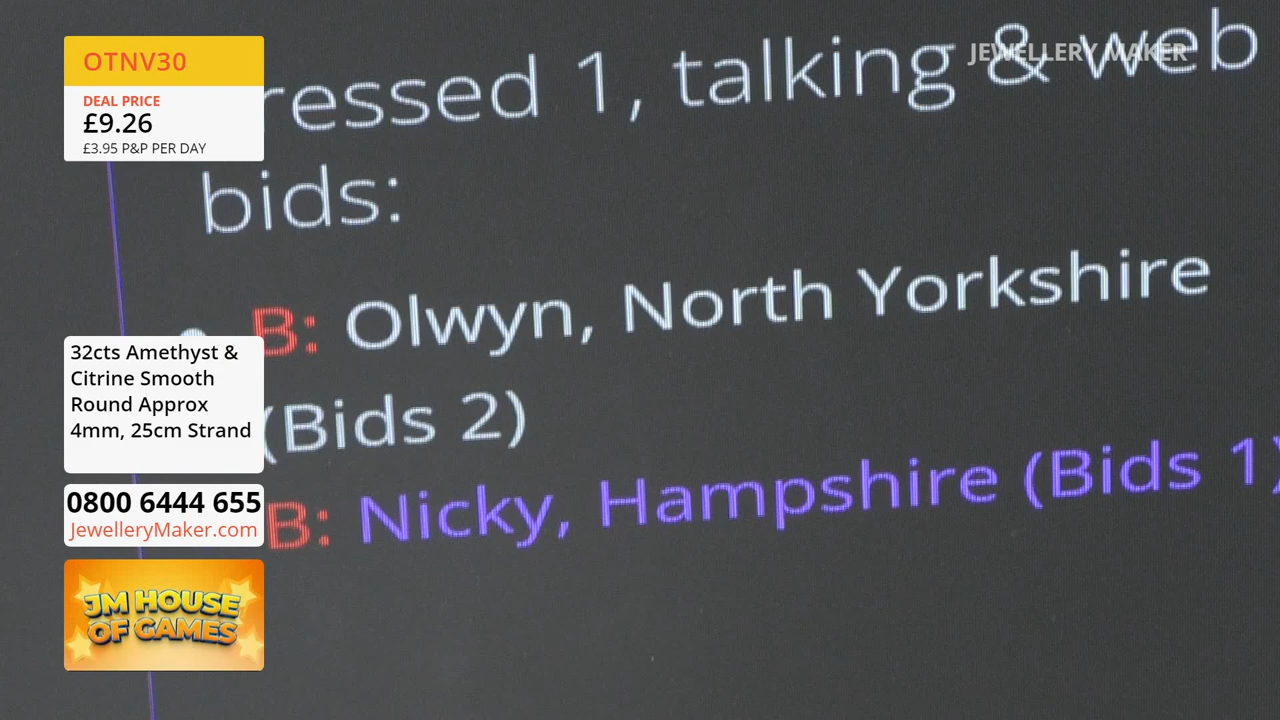 OTNV30
DEAL PRICE
£9.26
£3.95 P&P PER DAY
JEWELLERY MAKER
ressed 1, talking & web
bids:
B: Olwyn, North Yorkshire
(Bids 2)
B: Nicky, Hampshire (Bids 1)
32cts Amethyst &
Citrine Smooth
Round Approx
4mm, 25cm Strand
0800 6444 655
JewelleryMaker.com
JM HOUSE
OF GAMES